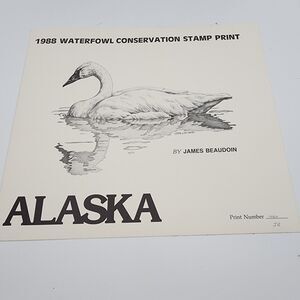 1988 WATERFOWL CONSERVATION STAMP PRINT
BY JAMES BEAUDOIN
ALASKA
Print Number